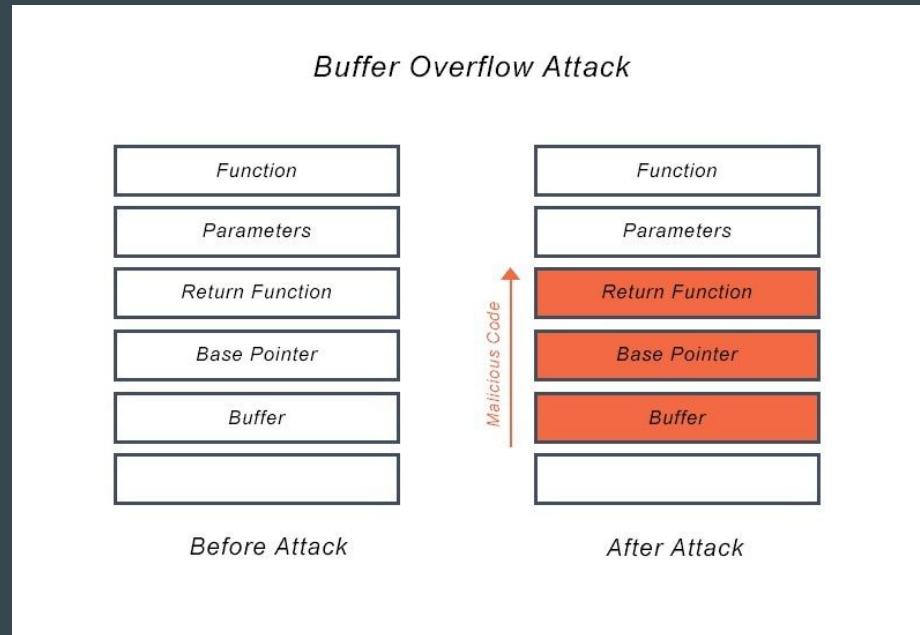 Buffer Overflow Attack
Function
Parameters
Return Function
Base Pointer
Buffer
Before Attack
Malicious Code
Function
Parameters
Return Function
Base Pointer
Buffer
After Attack